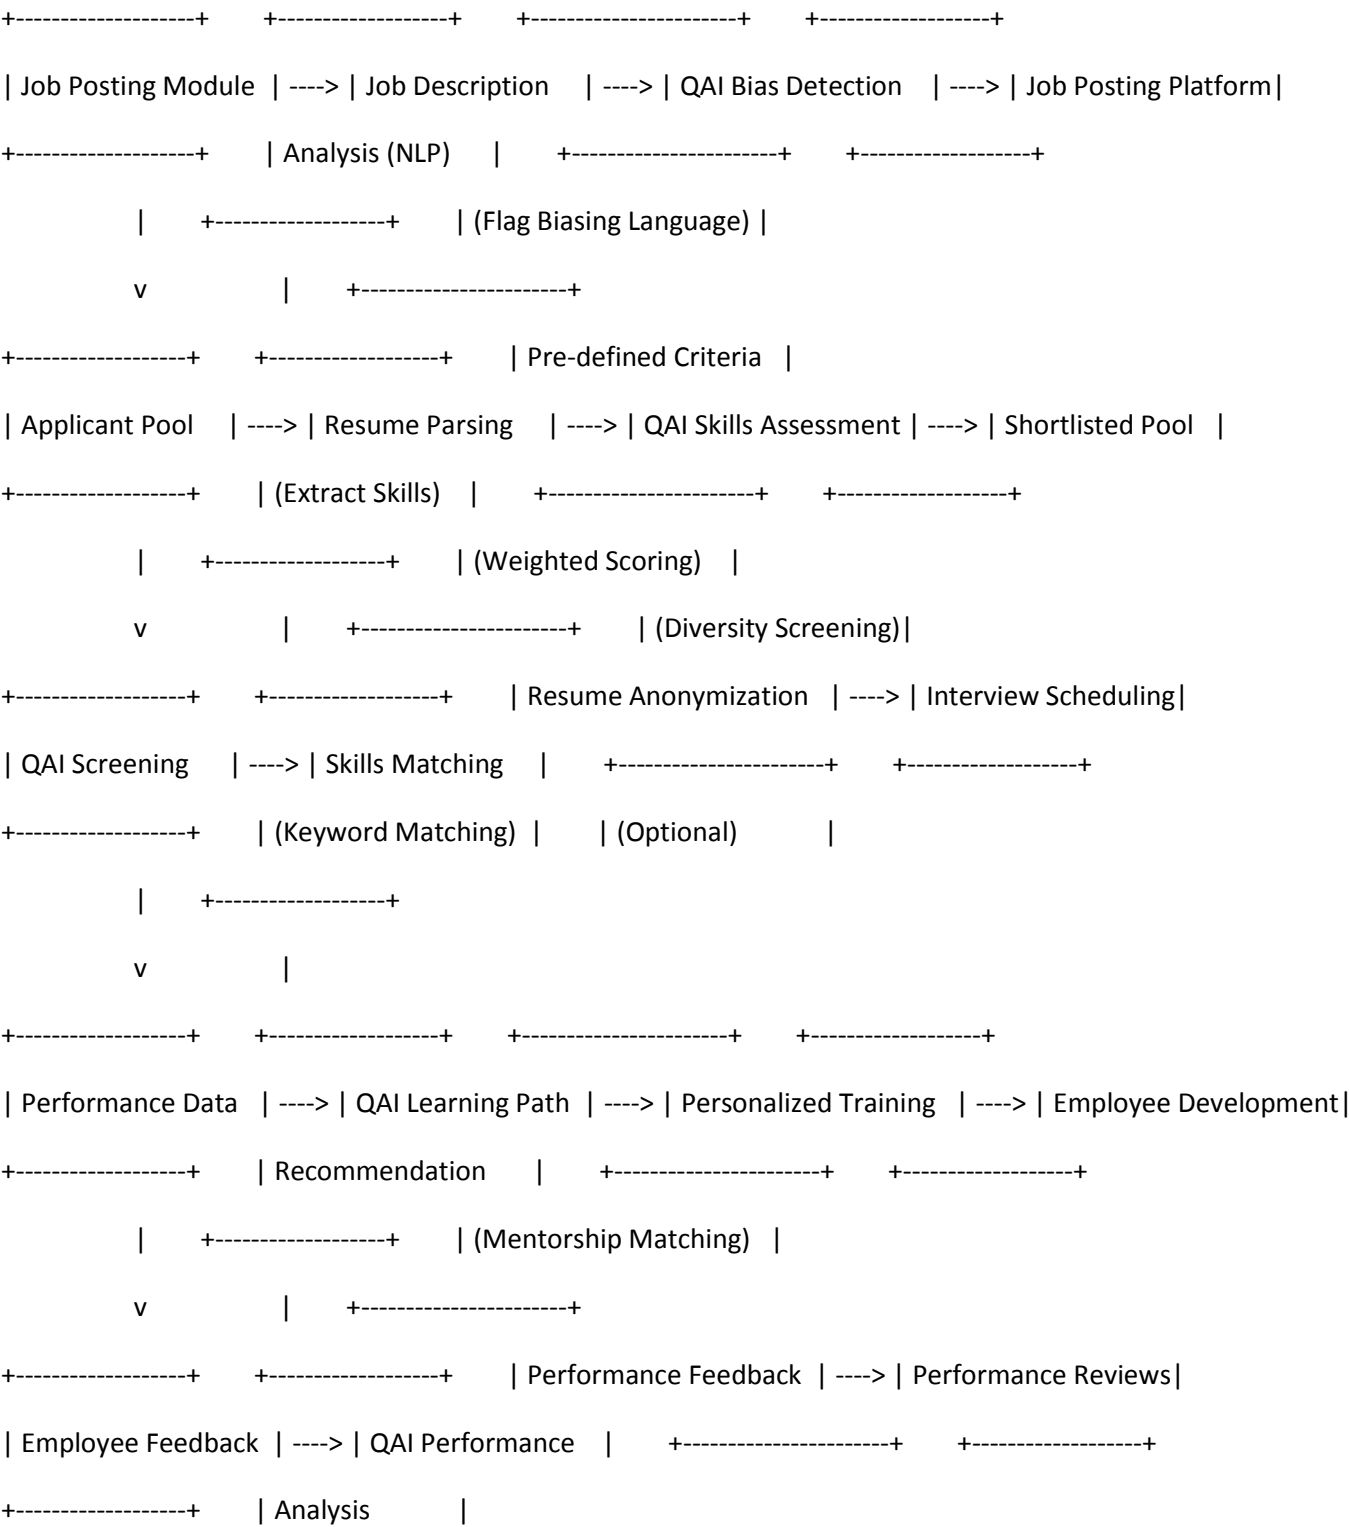 +--------------------+ +-------------------+ +-----------------------+ +-------------------+
| Job Posting Module | ----> | Job Description | ----> | QAI Bias Detection | ----> | Job Posting Platform|
+--------------------+ | Analysis (NLP) | +-----------------------+ +-------------------+
| +-------------------+ | (Flag Biasing Language) |
v | +-----------------------+
+-------------------+ +-------------------+ | Pre-defined Criteria |
| Applicant Pool | ----> | Resume Parsing | ----> | QAI Skills Assessment | ----> | Shortlisted Pool |
+-------------------+ | (Extract Skills) | +-----------------------+ +-------------------+
| +-------------------+ | (Weighted Scoring) |
v | +-----------------------+ | (Diversity Screening)|
+-------------------+ +-------------------+ | Resume Anonymization | ----> | Interview Scheduling|
| QAI Screening | ----> | Skills Matching | +-----------------------+ +-------------------+
+-------------------+ | (Keyword Matching) | | (Optional) |
| +-------------------+
v |
+-------------------+ +-------------------+ +-----------------------+ +-------------------+
| Performance Data | ----> | QAI Learning Path | ----> | Personalized Training | ----> | Employee Development|
+-------------------+ | Recommendation | +-----------------------+ +-------------------+
| +-------------------+ | (Mentorship Matching) |
v | +-----------------------+
+-------------------+ +-------------------+ | Performance Feedback | ----> | Performance Reviews|
| Employee Feedback | ----> | QAI Performance | +-----------------------+ +-------------------+
+-------------------+ | Analysis |